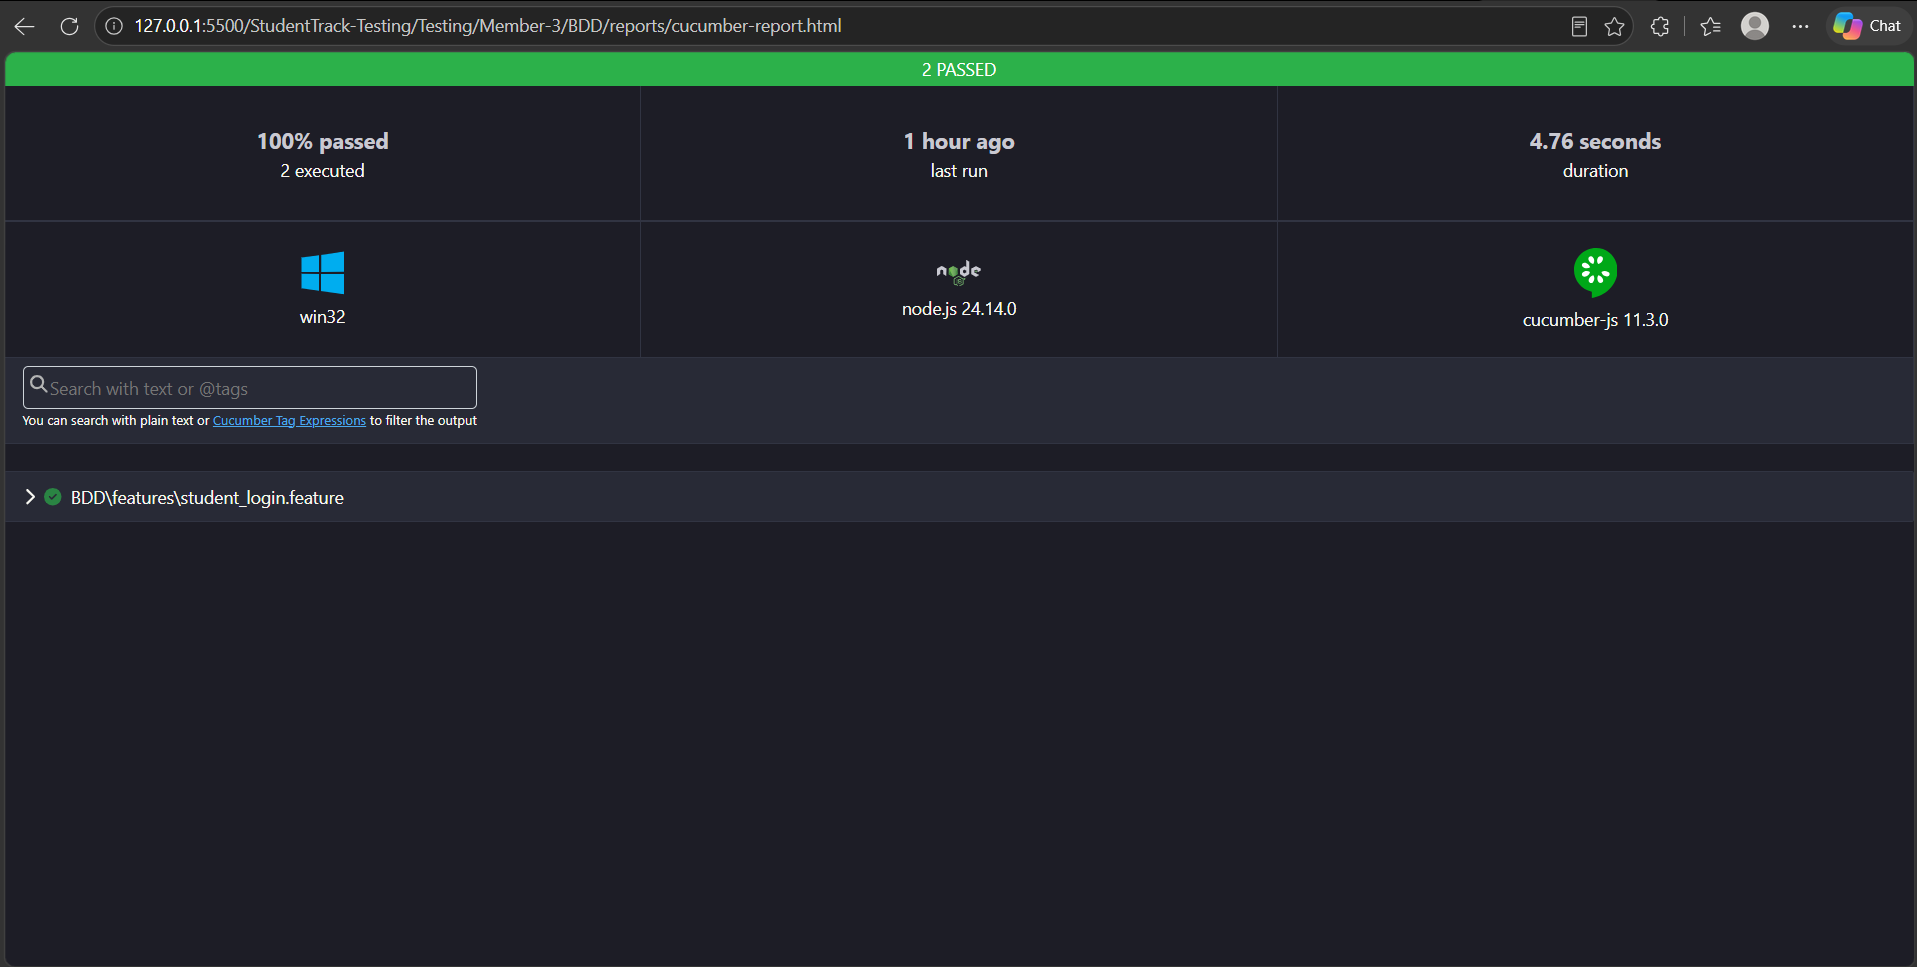 127.0.0.1:5500/StudentTrack-Testing/Testing/Member-3/BDD/reports/cucumber-report.html
Chat
2 PASSED
100% passed
2 executed
1 hour ago
last run
4.76 seconds
duration
win32
node
node.js 24.14.0
cucumber-js 11.3.0
Search with text or @tags
You can search with plain text or Cucumber Tag Expressions to filter the output
BDD\features\student_login.feature